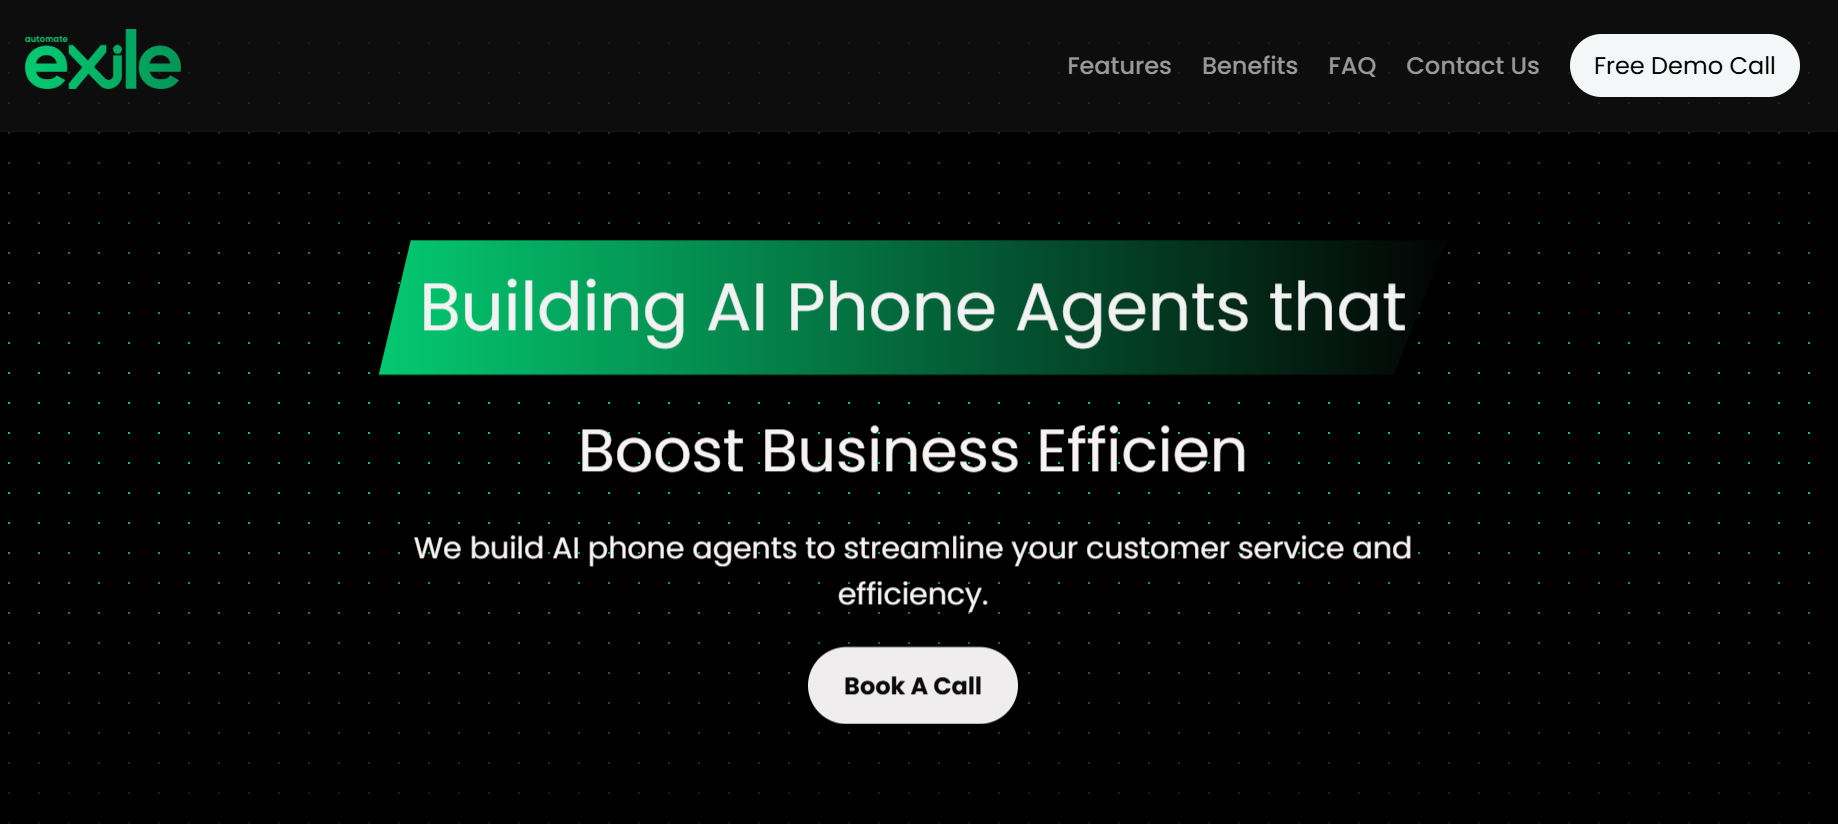 automate
exile
Features Benefits FAQ Contact Us Free Demo Call
Building AI Phone Agents that
Boost Business Efficien
We build AI phone agents to streamline your customer service and
efficiency.
Book A Call